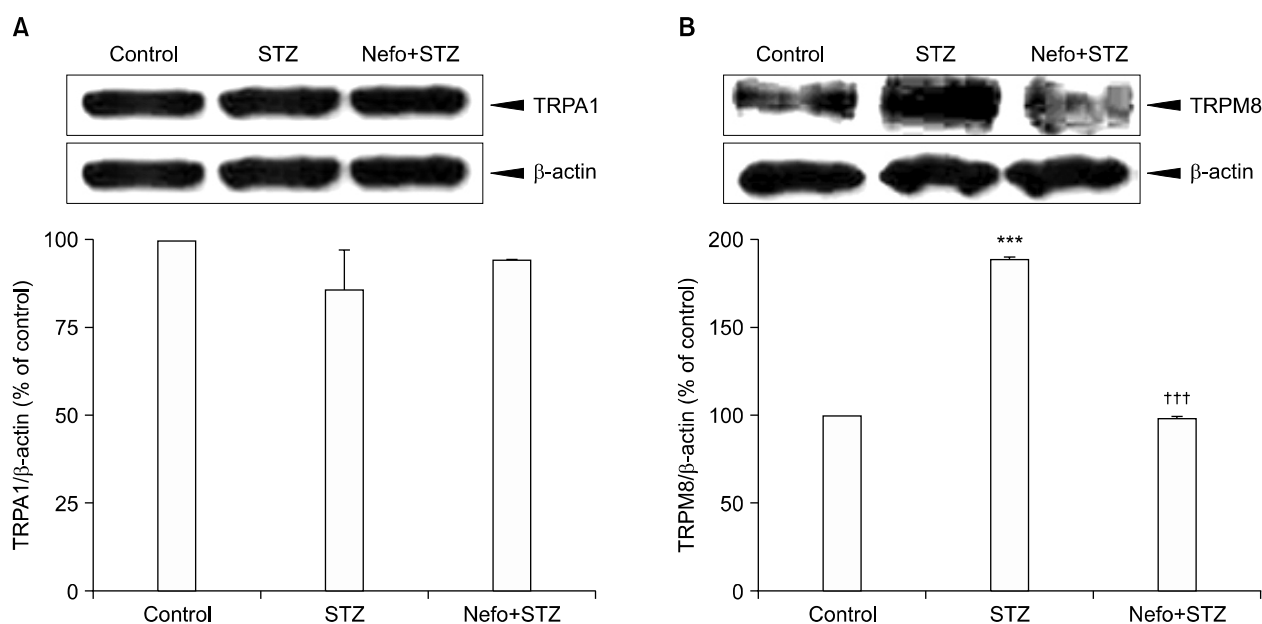 A
Control STZ Nefo+STZ
TRPA1
β-actin
TRPA1/β-actin (% of control)
100
75
50
25
0
Control STZ Nefo+STZ
B
Control STZ Nefo+STZ
TRPM8
β-actin
TRPM8/β-actin (% of control)
200
150
100
50
0
***
†††
Control STZ Nefo+STZ